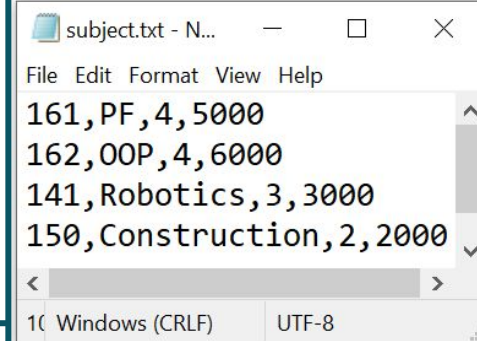 subject.txt - N...
File Edit Format View Help
161,PF,4,5000
162,OOP,4,6000
141,Robotics,3,3000
150,Construction,2,2000
10 Windows (CRLF) UTF-8